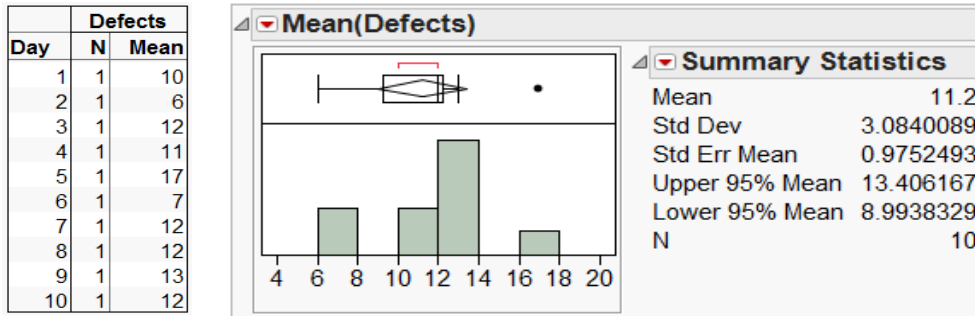 Defects
Day N Mean
1 1 10
2 1 6
3 1 12
4 1 11
5 1 17
6 1 7
7 1 12
8 1 12
9 1 13
10 1 12
Mean(Defects)
4 6 8 10 12 14 16 18 20
Summary Statistics
Mean 11.2
Std Dev 3.0840089
Std Err Mean 0.9752493
Upper 95% Mean 13.406167
Lower 95% Mean 8.9938329
N 10